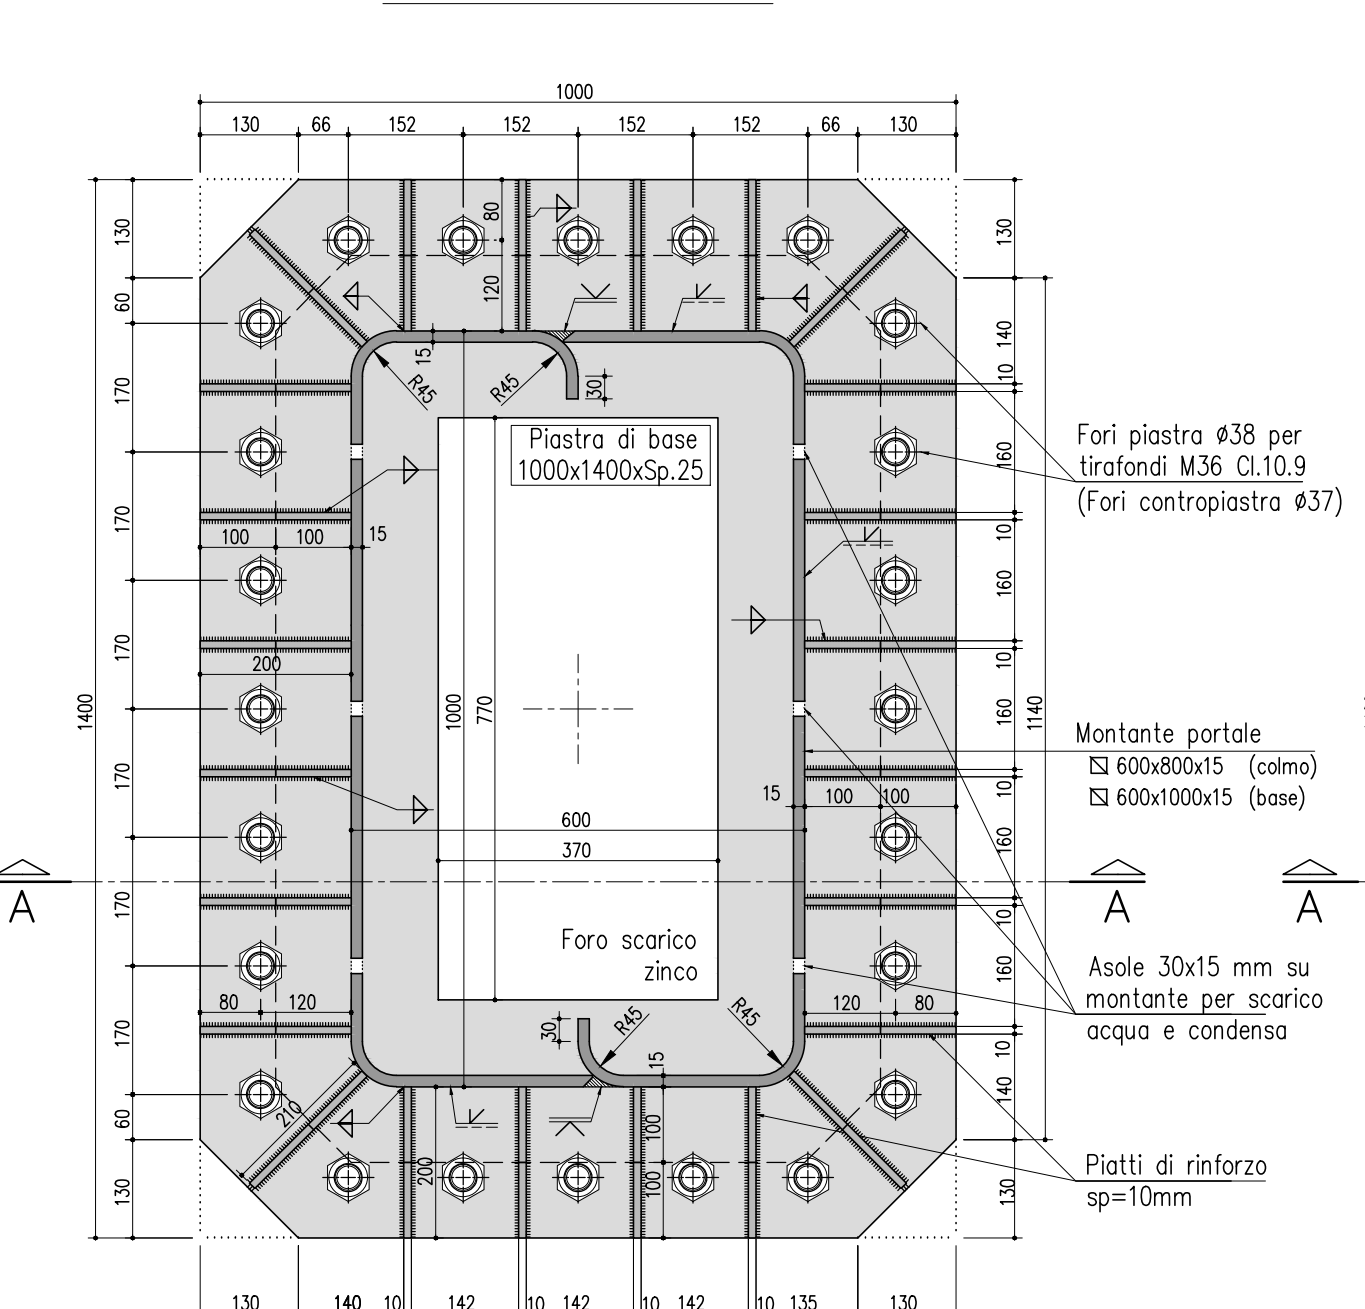 1000
130 66 152 152 152 152 66 130
130
60
170
170
170
170
170
170
60
130
1400
80
120
15
R45
R45
30
Piastra di base
1000x1400xSp.25
100 100 15
200
1000
770
600
370
15 100 100
Foro scarico
zinco
80 120
120 80
30
R45
R45
15
210
200
100
100
130
140
10
160
10
160
10
160
10
160
10
160
10
140
130
1140
Fori piastra ø38 per
tirafondi M36 Cl.10.9
(Fori contropiastra ø37)
Montante portale
600x800x15 (colmo)
600x1000x15 (base)
A
A
A
Asole 30x15 mm su
montante per scarico
acqua e condensa
Piatti di rinforzo
sp=10mm
130 140 10 142 10 142 10 142 10 135 130